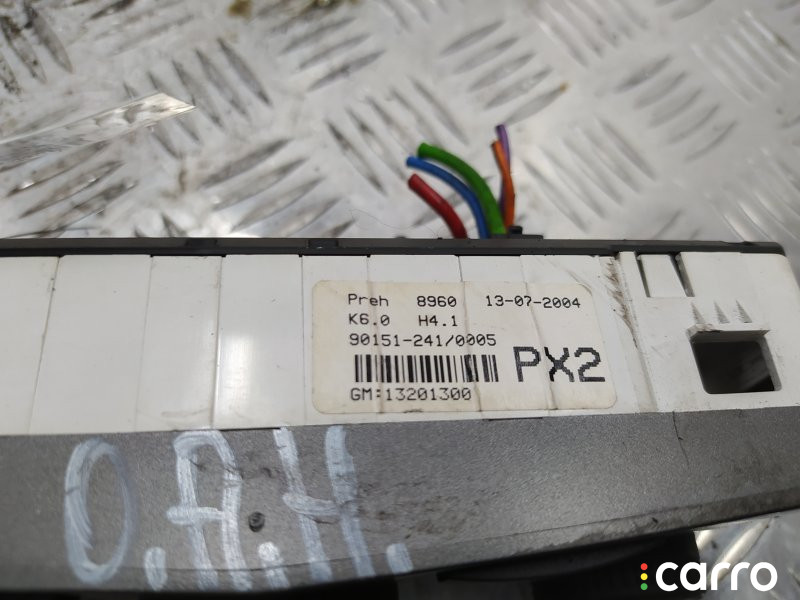 Preh 8960 13-07-2004
K6.0 H4.1
90151-241/0005
PX2
GM:13201300
O.A.H.
carro